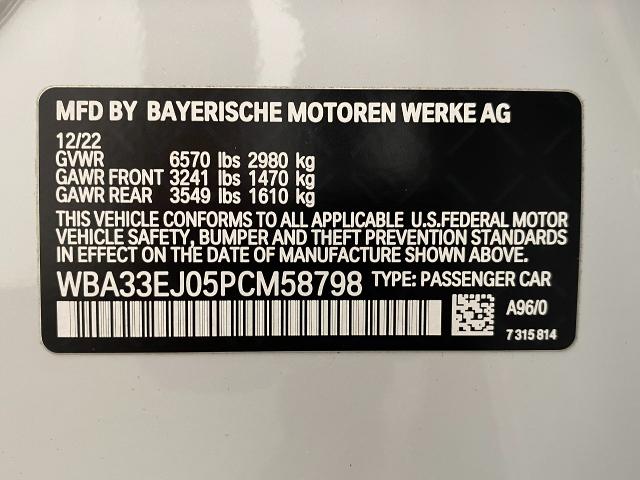 MFD BY BAYERISCHE MOTOREN WERKE AG
12/22
GVWR 6570 lbs 2980 kg
GAWR FRONT 3241 lbs 1470 kg
GAWR REAR 3549 lbs 1610 kg
THIS VEHICLE CONFORMS TO ALL APPLICABLE U.S.FEDERAL MOTOR
VEHICLE SAFETY, BUMPER AND THEFT PREVENTION STANDARDS
IN EFFECT ON THE DATE OF MANUFACTURE SHOWN ABOVE.
WBA33EJ05PCM58798 TYPE: PASSENGER CAR
A96/0
7 315 814